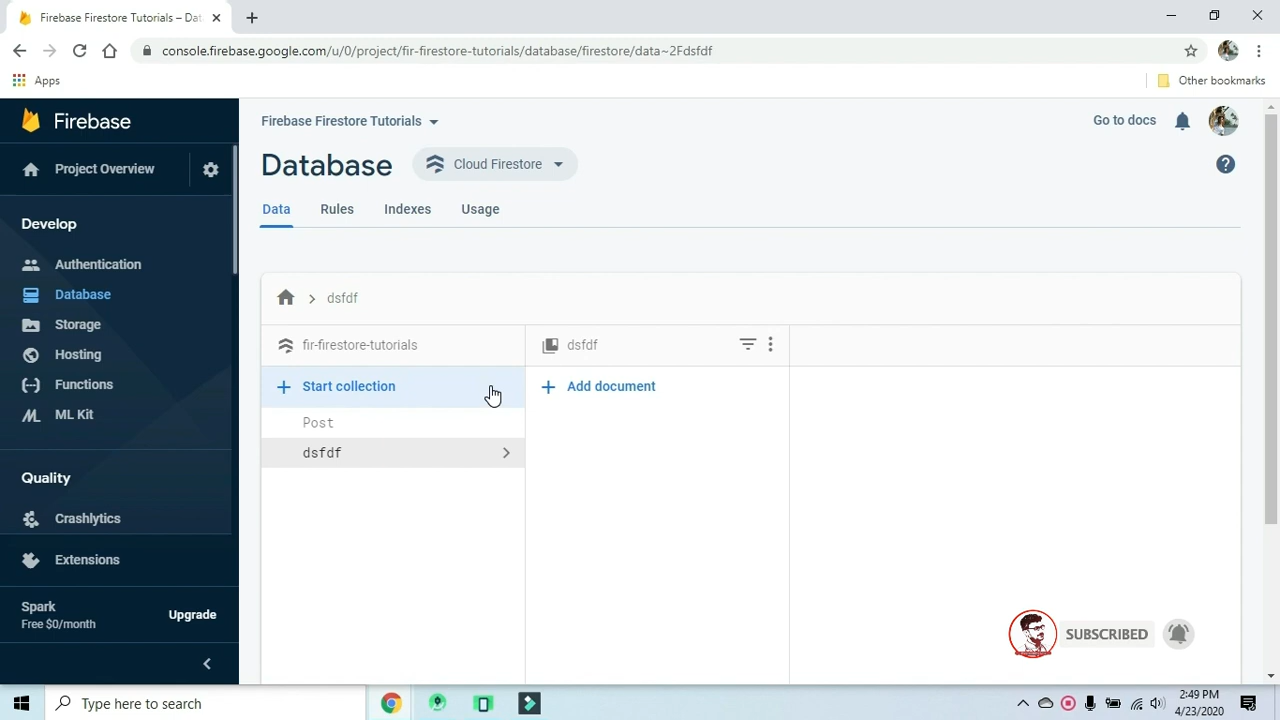 Firebase Firestore Tutorials – Dat
console.firebase.google.com/u/0/project/fir-firestore-tutorials/database/firestore/data~2Fdsfdf
Apps
Other bookmarks
Firebase
Project Overview
Develop
Authentication
Database
Storage
Hosting
Functions
ML Kit
Quality
Crashlytics
Extensions
Spark
Free $0/month
Upgrade
Firebase Firestore Tutorials
Go to docs
Database
Cloud Firestore
Data
Rules
Indexes
Usage
dsfdf
fir-firestore-tutorials
dsfdf
Start collection
Add document
Post
dsfdf
SUBSCRIBED
Type here to search
2:49 PM
4/23/2020